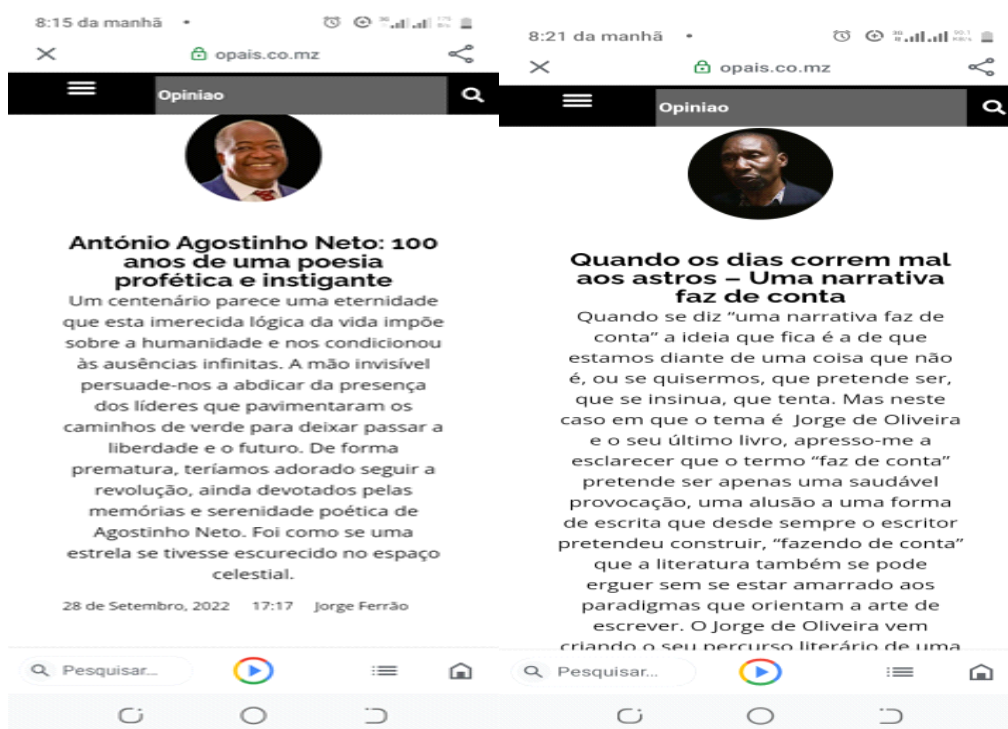 8:15 da manhã
opais.co.mz
Opiniao
António Agostinho Neto: 100
anos de uma poesia
profética e instigante
Um centenário parece uma eternidade
que esta imerecida lógica da vida impõe
sobre a humanidade e nos condicionou
às ausências infinitas. A mão invisível
persuade-nos a abdicar da presença
dos líderes que pavimentaram os
caminhos de verde para deixar passar a
liberdade e o futuro. De forma
prematura, teríamos adorado seguir a
revolução, ainda devotados pelas
memórias e serenidade poética de
Agostinho Neto. Foi como se uma
estrela se tivesse escurecido no espaço
celestial.
28 de Setembro, 2022 17:17 Jorge Ferrão
Pesquisar...
8:21 da manhã
opais.co.mz
Opiniao
Quando os dias correm mal
aos astros – Uma narrativa
faz de conta
Quando se diz “uma narrativa faz de
conta” a ideia que fica é a de que
estamos diante de uma coisa que não
é, ou se quisermos, que pretende ser,
que se insinua, que tenta. Mas neste
caso em que o tema é Jorge de Oliveira
e o seu último livro, apresso-me a
esclarecer que o termo “faz de conta”
pretende ser apenas uma saudável
provocação, uma alusão a uma forma
de escrita que desde sempre o escritor
pretendeu construir, “fazendo de conta”
que a literatura também se pode
erguer sem se estar amarrado aos
paradigmas que orientam a arte de
escrever. O Jorge de Oliveira vem
criando o seu percurso literário de uma
Pesquisar...